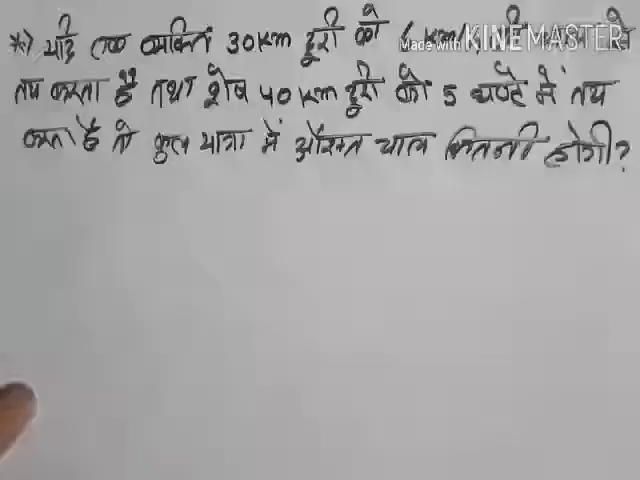 *) यदि एक व्यक्ति 30km दूरी को 6 km/ से
तय करता है तथा शेष 40 km दूरी को 5 घण्टे में तय
करता है तो कुल यात्रा में औसत चाल कितनी होगी?
Made with KINEMASTER